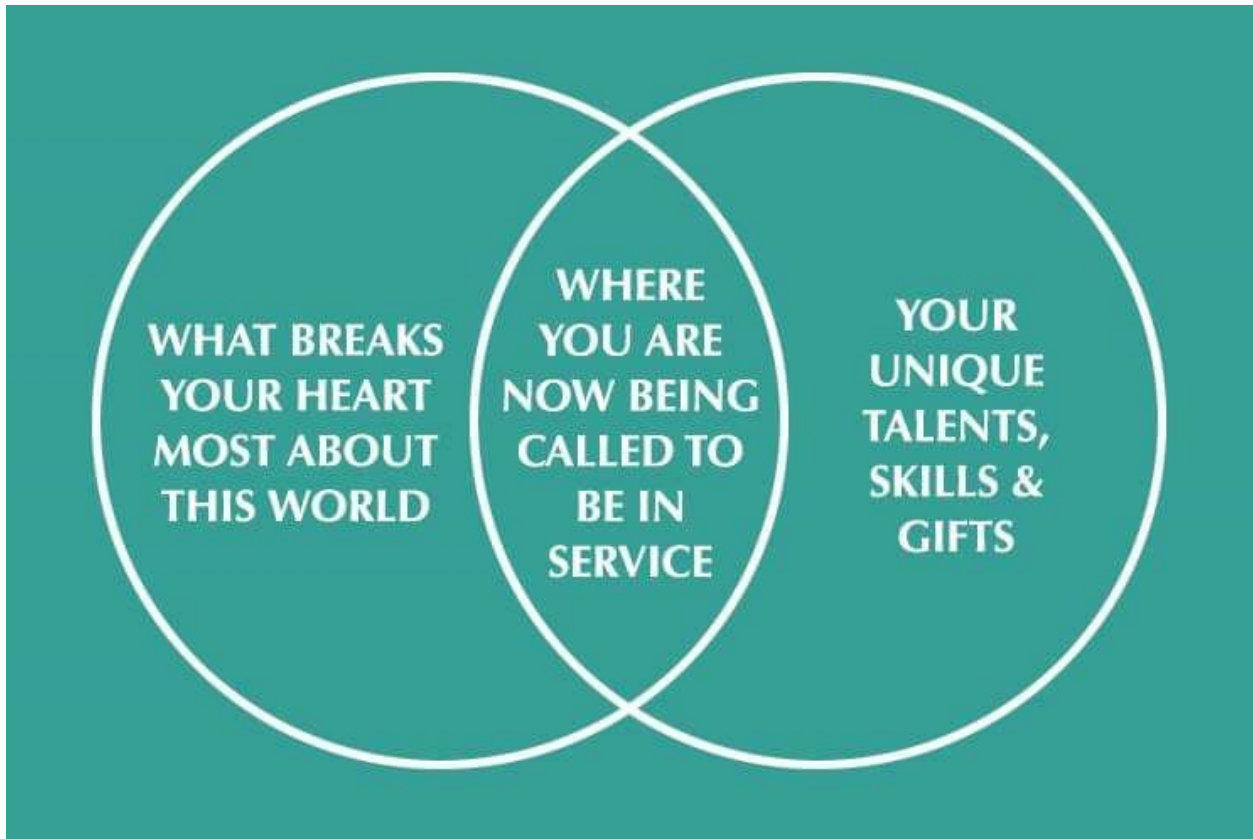 WHAT BREAKS
YOUR HEART
MOST ABOUT
THIS WORLD
WHERE
YOU ARE
NOW BEING
CALLED TO
BE IN
SERVICE
YOUR
UNIQUE
TALENTS,
SKILLS &
GIFTS